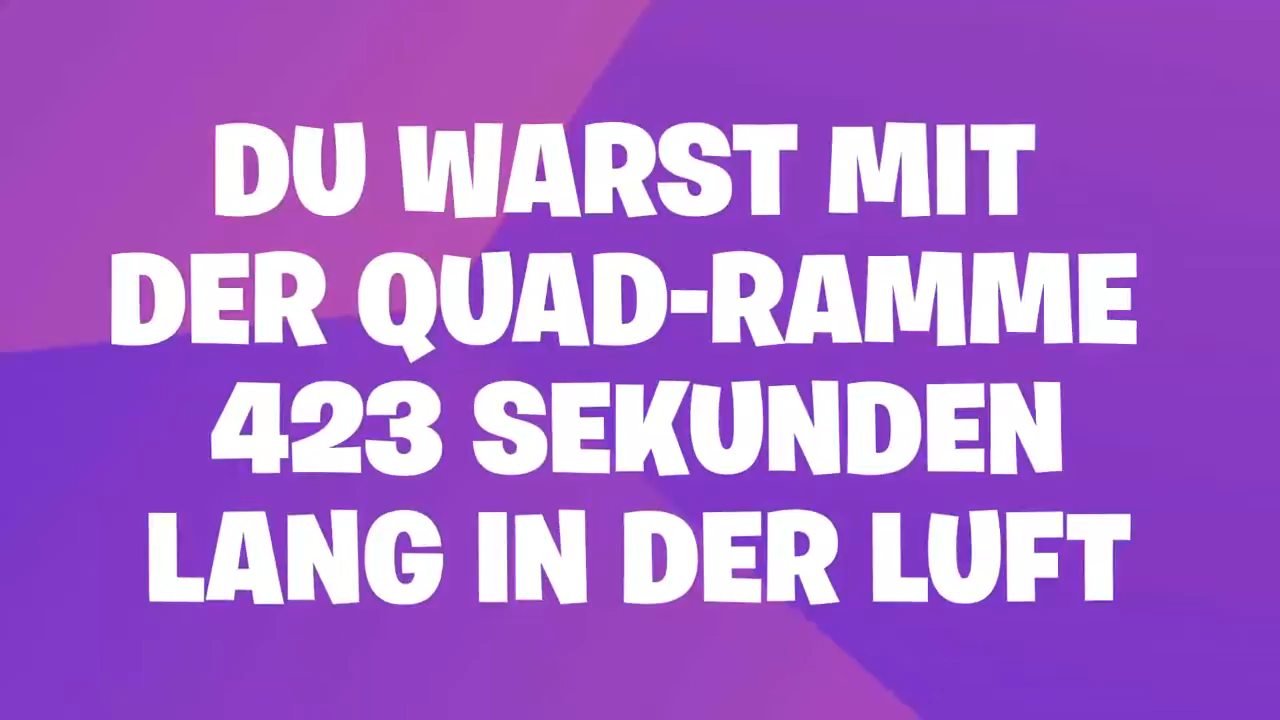 DU WARST MIT
DER QUAD-RAMME
423 SEKUNDEN
LANG IN DER LUFT